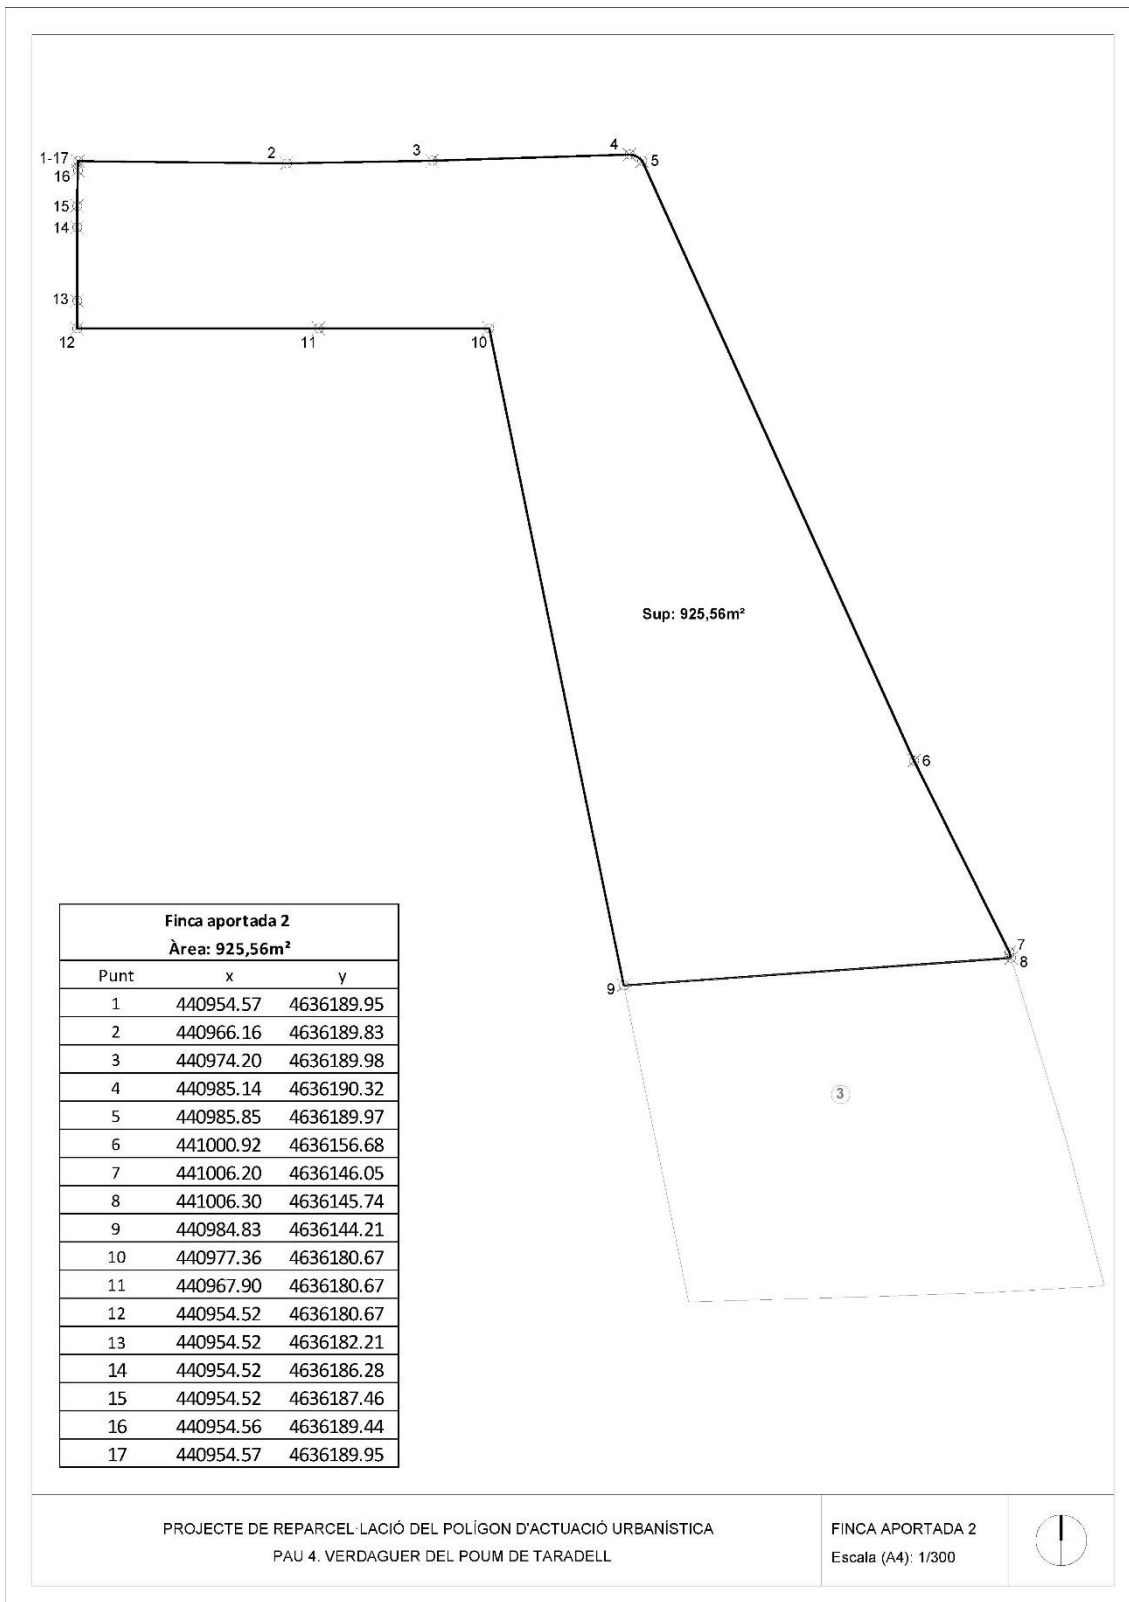 1-17
2
3
4
5
16
15
14
13
12
11
10
Sup: 925,56m²
6
7
8
9
3
Finca aportada 2
Àrea: 925,56m²
Punt x y
1 440954.57 4636189.95
2 440966.16 4636189.83
3 440974.20 4636189.98
4 440985.14 4636190.32
5 440985.85 4636189.97
6 441000.92 4636156.68
7 441006.20 4636146.05
8 441006.30 4636145.74
9 440984.83 4636144.21
10 440977.36 4636180.67
11 440967.90 4636180.67
12 440954.52 4636180.67
13 440954.52 4636182.21
14 440954.52 4636186.28
15 440954.52 4636187.46
16 440954.56 4636189.44
17 440954.57 4636189.95
PROJECTE DE REPARCEL·LACIÓ DEL POLÍGON D'ACTUACIÓ URBANÍSTICA
PAU 4. VERDAGUER DEL POUM DE TARADELL
FINCA APORTADA 2
Escala (A4): 1/300